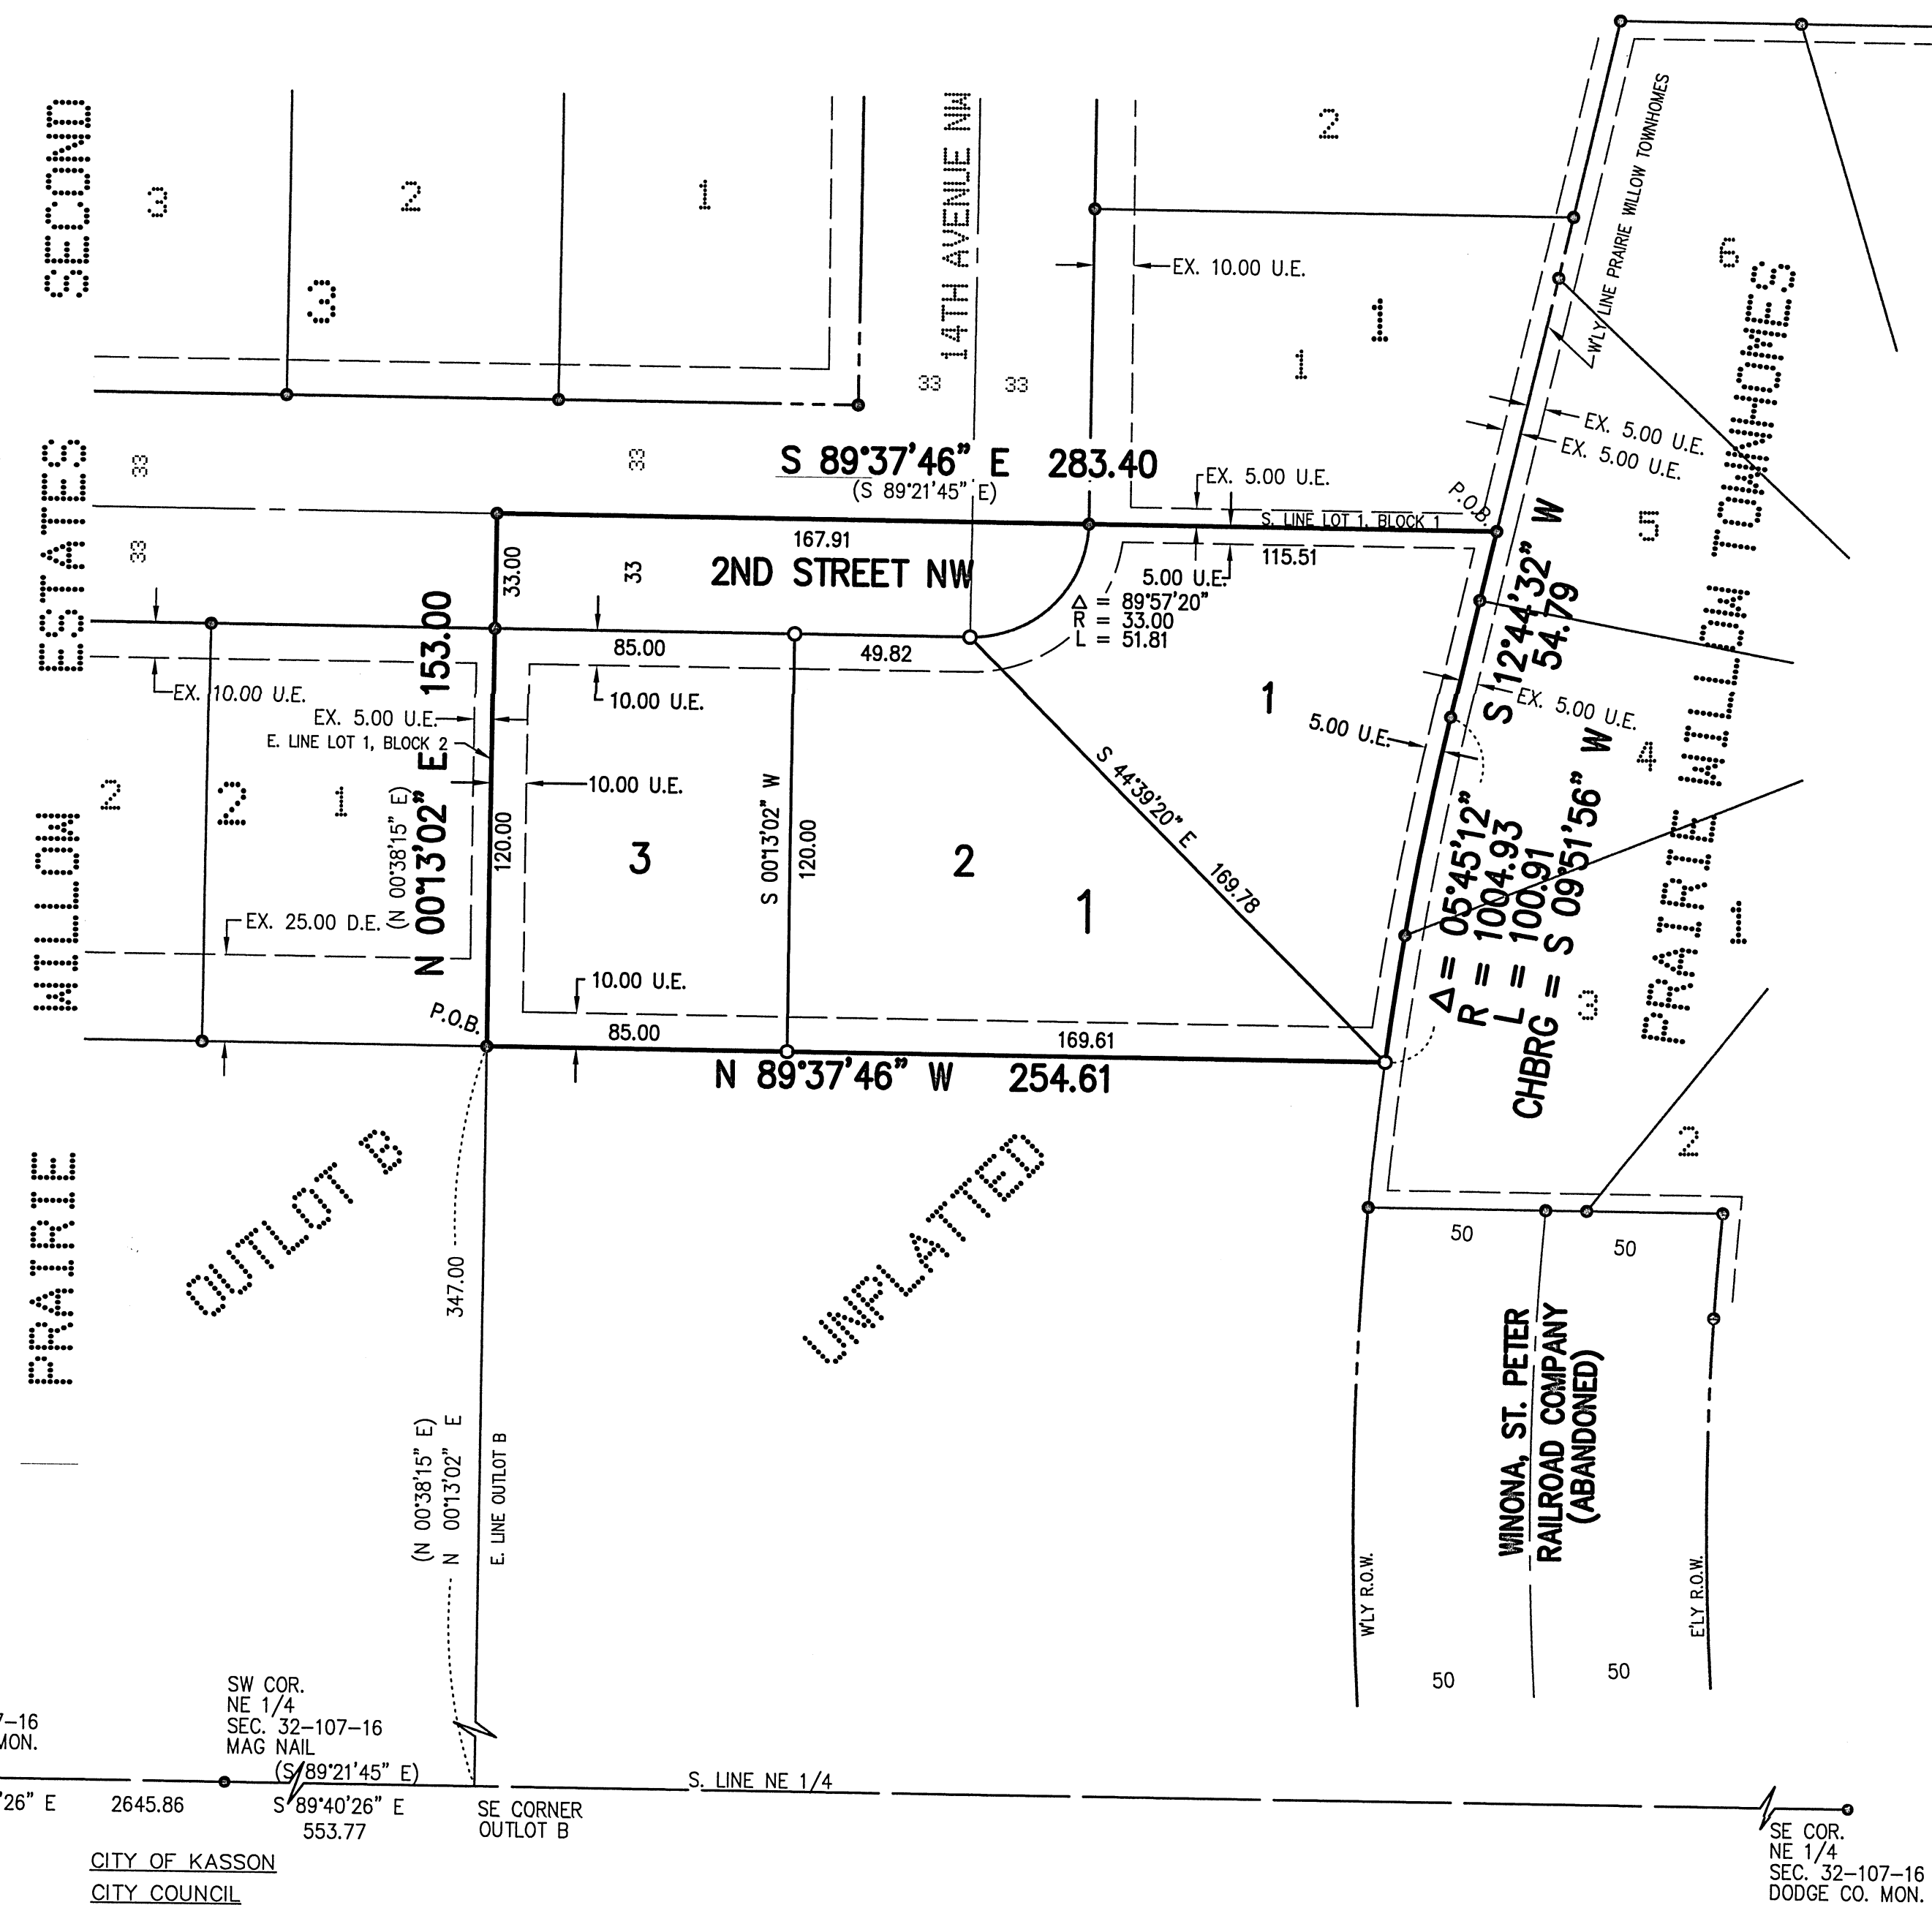 SECOND
ESTATES
WILLOW
PRAIRIE
3
2
1
3
14TH AVENUE NW
33
33
2
1
1
EX. 10.00 U.E.
W'LY LINE PRAIRIE WILLOW TOWNHOMES
6
5
4
3
2
1
PRAIRIE WILLOW TOWNHOMES
EX. 5.00 U.E.
EX. 5.00 U.E.
33
33
33
S 89°37'46" E 283.40
(S 89°21'45" E)
EX. 5.00 U.E.
P.O.B.
S. LINE LOT 1, BLOCK 1
167.91
115.51
33.00
33
2ND STREET NW
5.00 U.E.
Δ = 89°57'20"
R = 33.00
L = 51.81
S 12°44'32" W
54.79
85.00
49.82
EX. 10.00 U.E.
10.00 U.E.
EX. 5.00 U.E.
E. LINE LOT 1, BLOCK 2
N 00°13'02" E 153.00
(N 00°38'15" E)
10.00 U.E.
120.00
S 00°13'02" W
120.00
1
5.00 U.E.
EX. 5.00 U.E.
S 44°39'20" E 169.78
2
2
1
3
2
1
EX. 25.00 D.E.
10.00 U.E.
P.O.B.
85.00
169.61
N 89°37'46" W 254.61
Δ = 05°45'12"
R = 1004.93
L = 100.91
CHBRG = S 09°51'56" W
OUTLOT B
UNPLATTED
347.00
(N 00°38'15" E)
N 00°13'02" E
E. LINE OUTLOT B
50
50
WINONA, ST. PETER
RAILROAD COMPANY
(ABANDONED)
W'LY R.O.W.
E'LY R.O.W.
50
50
7-16
MON.
SW COR.
NE 1/4
SEC. 32-107-16
MAG NAIL
(S 89°21'45" E)
'26" E 2645.86
S 89°40'26" E
553.77
SE CORNER
OUTLOT B
S. LINE NE 1/4
SE COR.
NE 1/4
SEC. 32-107-16
DODGE CO. MON.
CITY OF KASSON
CITY COUNCIL